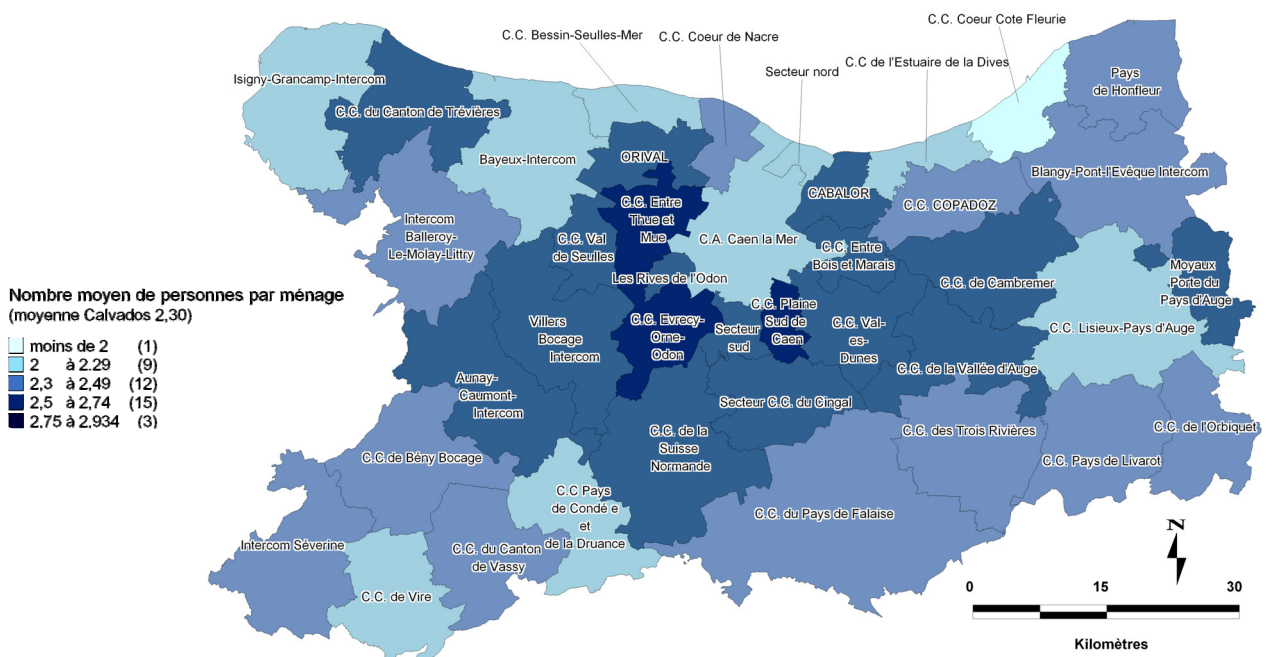 C.C. Coeur Cote Fleurie
C.C. Bessin-Seulles-Mer
C.C. Coeur de Nacre
C.C de l'Estuaire de la Dives
Secteur nord
Isigny-Grancamp-Intercom
Pays
de Honfleur
C.C. du Canton de Trévières
Bayeux-Intercom
ORIVAL
Blangy-Pont-l'Evêque Intercom
CABALOR
C.C. COPADOZ
C.C. Entre
Thue et
Mue
Intercom
Balleroy-
Le-Molay-Littry
C.C. Val
de Seulles
C.A. Caen la Mer
C.C. Entre
Bois et Marais
Les Rives de l'Odon
C.C. de Cambremer
Moyaux
Porte du
Pays d'Auge
Nombre moyen de personnes par ménage
(moyenne Calvados 2,30)
moins de 2 (1)
2 à 2.29 (9)
2,3 à 2,49 (12)
2,5 à 2,74 (15)
2,75 à 2,934 (3)
Villers
Bocage
Intercom
C.C. Evrecy-
Orne-
Odon
Secteur
sud
C.C. Plaine
Sud de
Caen
C.C. Val-
es-
Dunes
C.C. Lisieux-Pays d'Auge
Aunay-
Caumont-
Intercom
C.C. de la Vallée d'Auge
Secteur C.C. du Cingal
C.C. de la
Suisse
Normande
C.C. des Trois Rivières
C.C. de l'Orbiquet
C.C. Pays de Livarot
C.C de Bény Bocage
C.C Pays
de Condé e
et
de la Druance
C.C. du Pays de Falaise
Intercom Séverine
C.C. du Canton
de Vassy
C.C. de Vire
N
0 15 30
Kilomètres